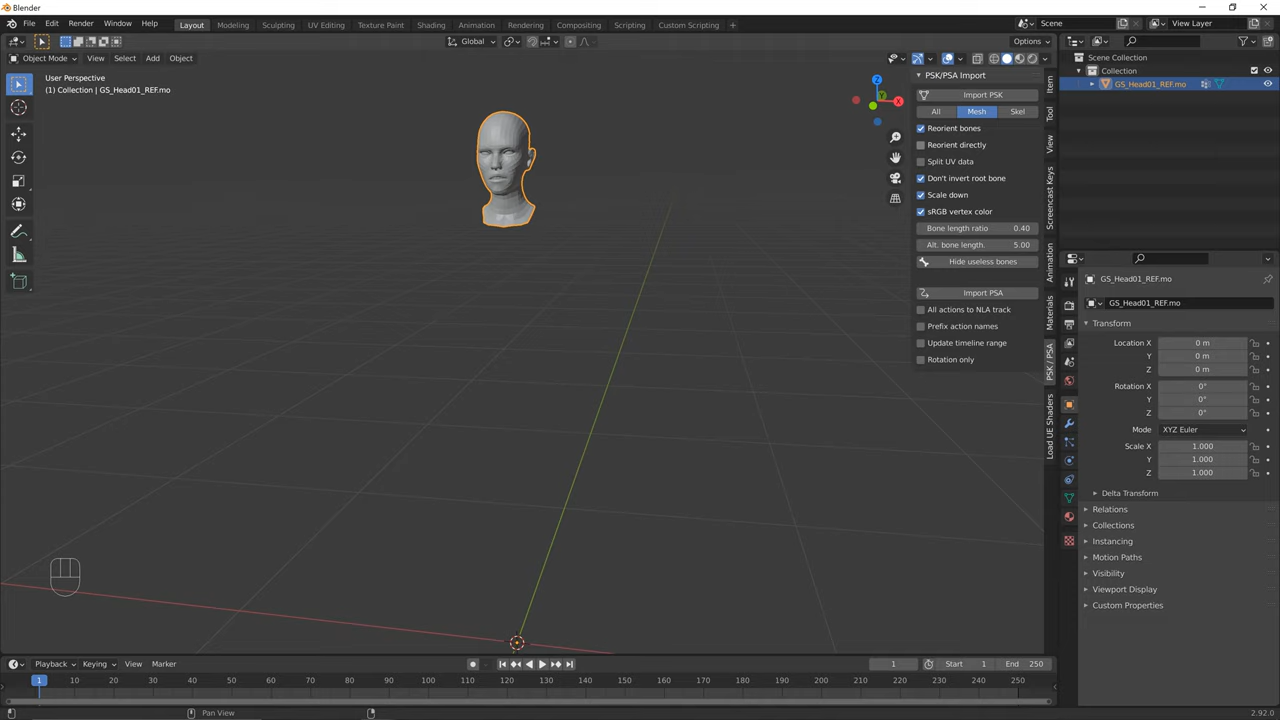 Blender
File Edit Render Window Help Layout Modeling Sculpting UV Editing Texture Paint Shading Animation Rendering Compositing Scripting Custom Scripting + Scene View Layer
Global Options
Object Mode View Select Add Object
User Perspective
(1) Collection | GS_Head01_REF.mo
Z
Y
X
PSK/PSA Import
Import PSK
All Mesh Skel
Reorient bones
Reorient directly
Split UV data
Don't invert root bone
Scale down
sRGB vertex color
Bone length ratio 0.40
Alt. bone length. 5.00
Hide useless bones
Import PSA
All actions to NLA track
Prefix action names
Update timeline range
Rotation only
Item
Tool
View
Screencast Keys
Animation
Materials
PSK / PSA
Load UE Shaders
Scene Collection
Collection
GS_Head01_REF.mo
GS_Head01_REF.mo
GS_Head01_REF.mo
Transform
Location X 0 m
Y 0 m
Z 0 m
Rotation X 0°
Y 0°
Z 0°
Mode XYZ Euler
Scale X 1.000
Y 1.000
Z 1.000
Delta Transform
Relations
Collections
Instancing
Motion Paths
Visibility
Viewport Display
Custom Properties
Playback Keying View Marker 1 Start 1 End 250
1 10 20 30 40 50 60 70 80 90 100 110 120 130 140 150 160 170 180 190 200 210 220 230 240 250
Pan View 2.92.0